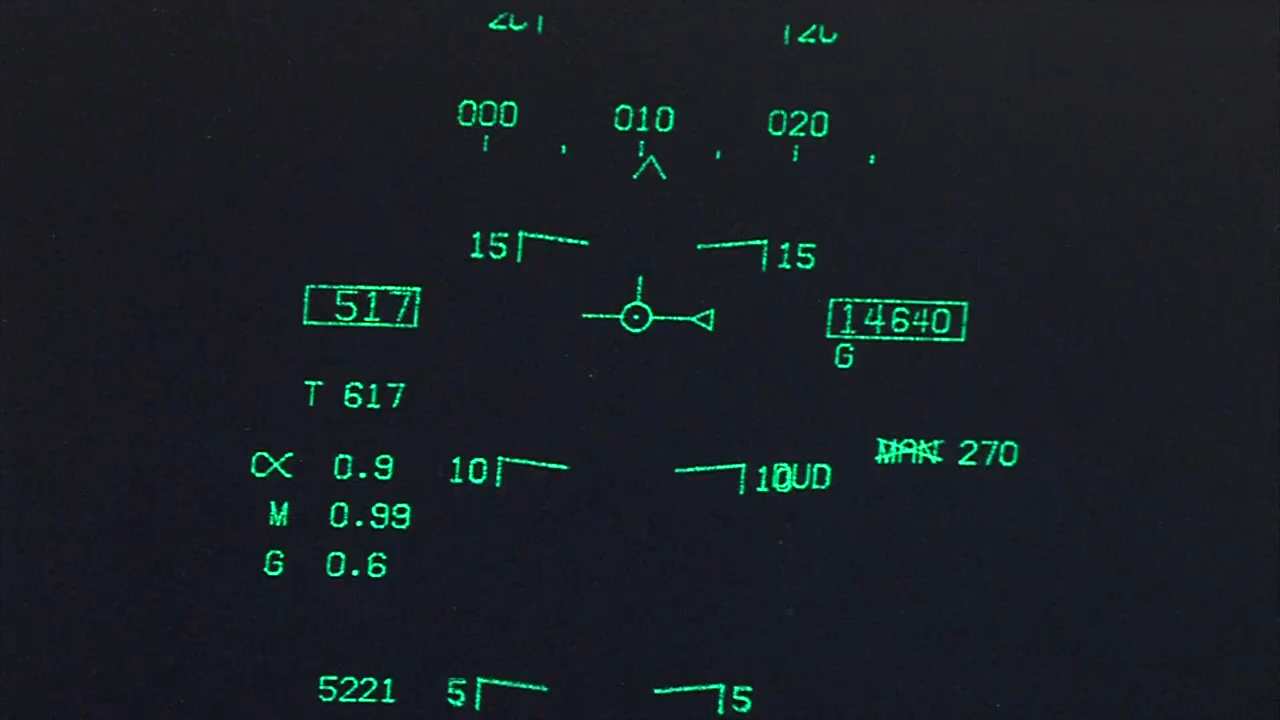 000 010 020
15 15
517 14640
G
T 617
MAN 270
α 0.9 10 10
M 0.99
G 0.6
5221 5 5